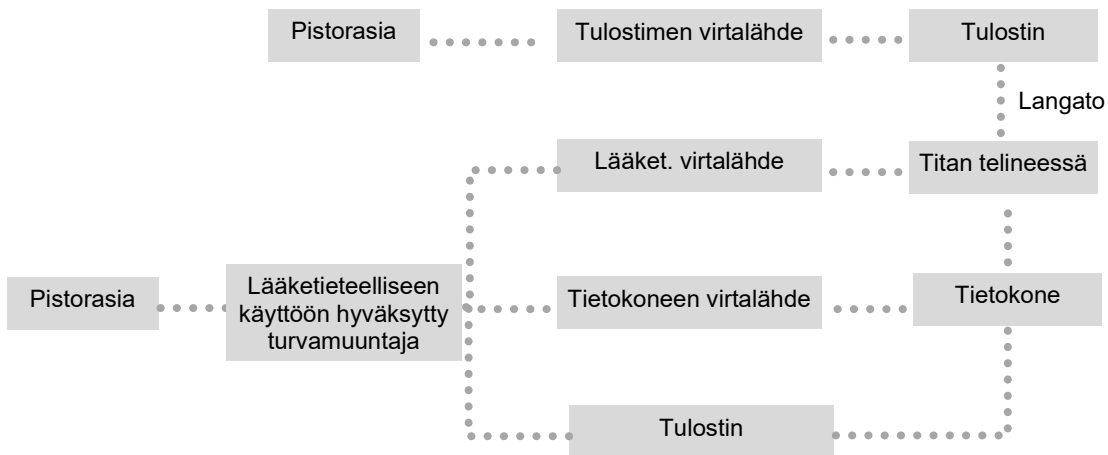 Pistorasia
Tulostimen virtalähde
Tulostin
Langato
Lääket. virtalähde
Titan telineessä
Pistorasia
Lääketieteelliseen
käyttöön hyväksytty
turvamuuntaja
Tietokoneen virtalähde
Tietokone
Tulostin